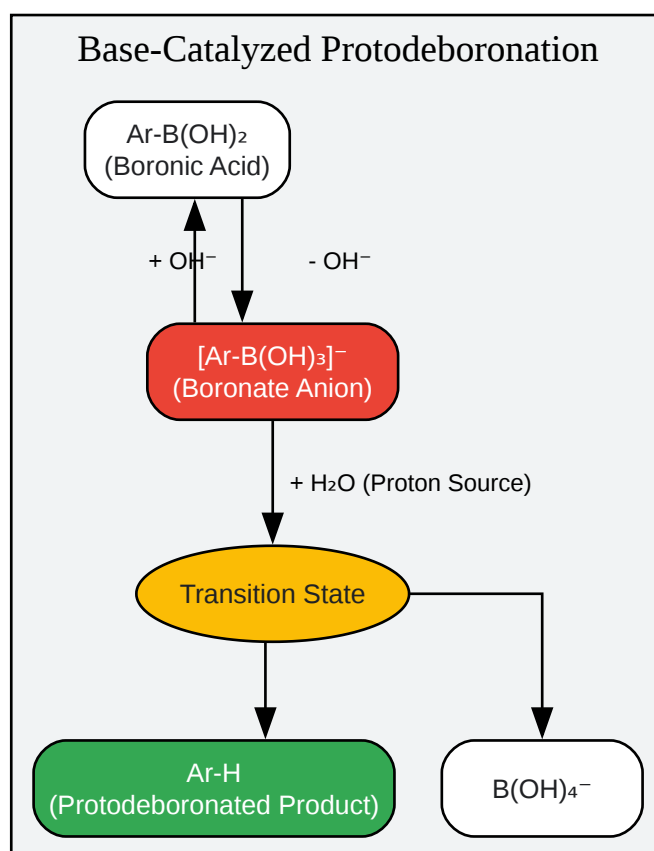 Base-Catalyzed Protodeboronation
Ar-B(OH)₂
(Boronic Acid)
+ OH⁻
- OH⁻
[Ar-B(OH)₃]⁻
(Boronate Anion)
+ H₂O (Proton Source)
Transition State
Ar-H
(Protodeboronated Product)
B(OH)₄⁻